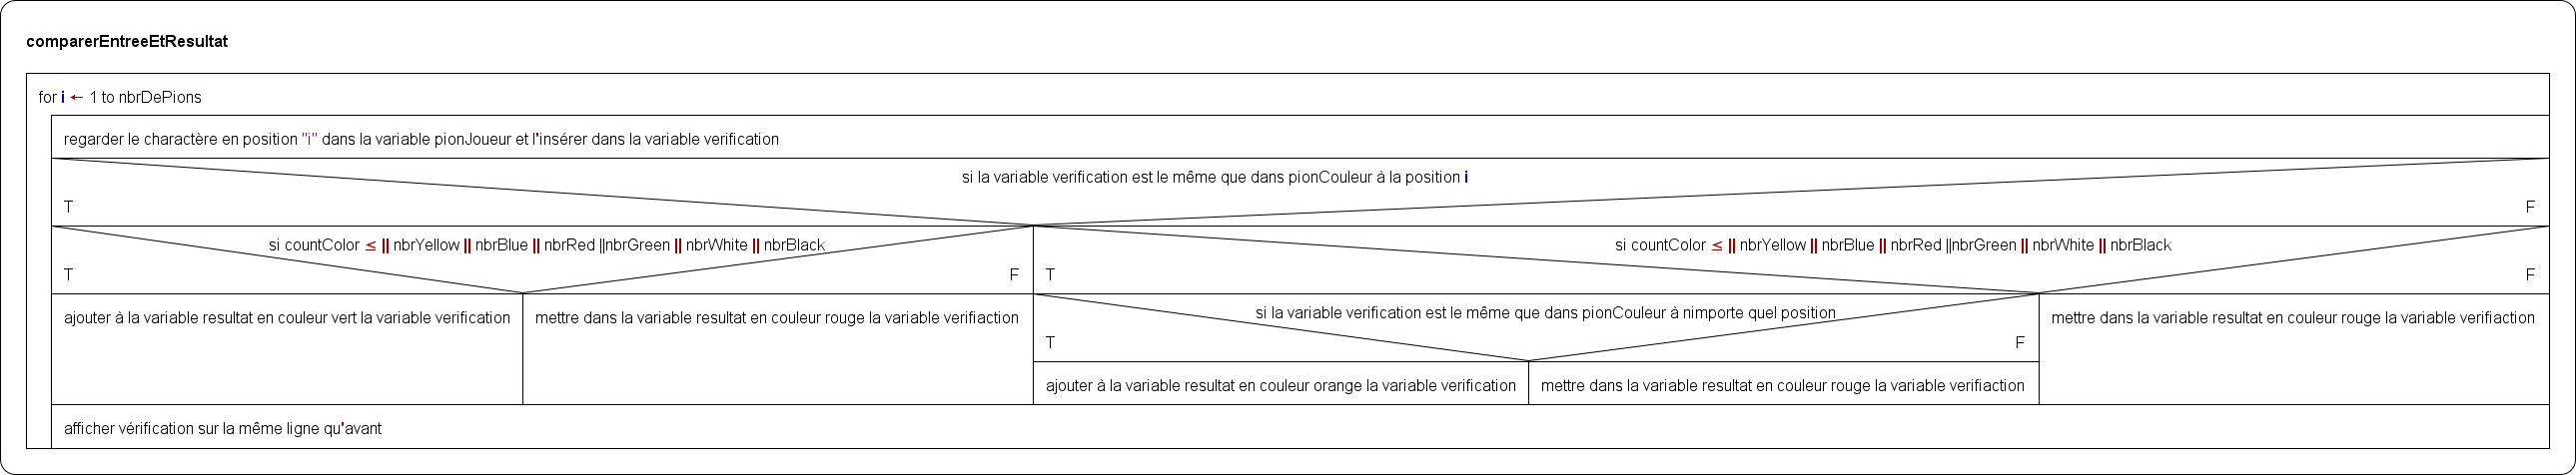 comparerEntreeEtResultat
for i ← 1 to nbrDePions
regarder le charactère en position "i" dans la variable pionJoueur et l'insérer dans la variable verification
si la variable verification est le même que dans pionCouleur à la position i
T F
si countColor ≤ || nbrYellow || nbrBlue || nbrRed ||nbrGreen || nbrWhite || nbrBlack
T F
si countColor ≤ || nbrYellow || nbrBlue || nbrRed ||nbrGreen || nbrWhite || nbrBlack
T F
ajouter à la variable resultat en couleur vert la variable verification
mettre dans la variable resultat en couleur rouge la variable verifiaction
si la variable verification est le même que dans pionCouleur à nimporte quel position
T F
ajouter à la variable resultat en couleur orange la variable verification
mettre dans la variable resultat en couleur rouge la variable verifiaction
mettre dans la variable resultat en couleur rouge la variable verifiaction
afficher vérification sur la même ligne qu'avant